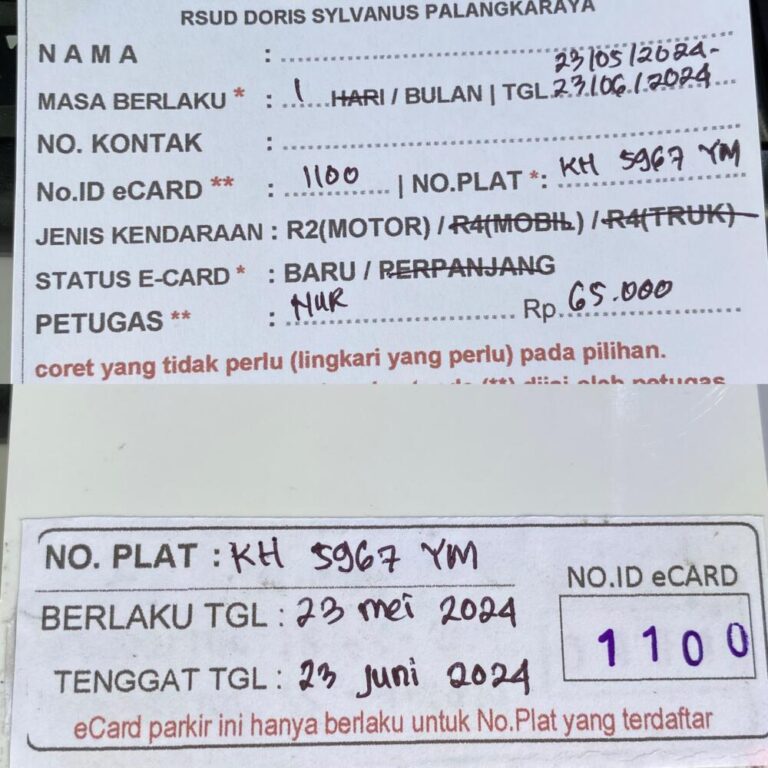 RSUD DORIS SYLVANUS PALANGKARAYA
NAMA :
23/05/2024-
MASA BERLAKU * : 1 HARI / BULAN | TGL 23/06/2024
NO. KONTAK :
No.ID eCARD ** : 1100 | NO.PLAT *: KH 5967 YM
JENIS KENDARAAN : R2(MOTOR) / R4(MOBIL) / R4(TRUK)
STATUS E-CARD * : BARU / PERPANJANG
PETUGAS ** : NUR Rp. 65.000
coret yang tidak perlu (lingkari yang perlu) pada pilihan.
(**) diisi oleh petugas
NO. PLAT : KH 5967 YM
NO.ID eCARD
BERLAKU TGL : 23 mei 2024
1100
TENGGAT TGL : 23 juni 2024
eCard parkir ini hanya berlaku untuk No.Plat yang terdaftar